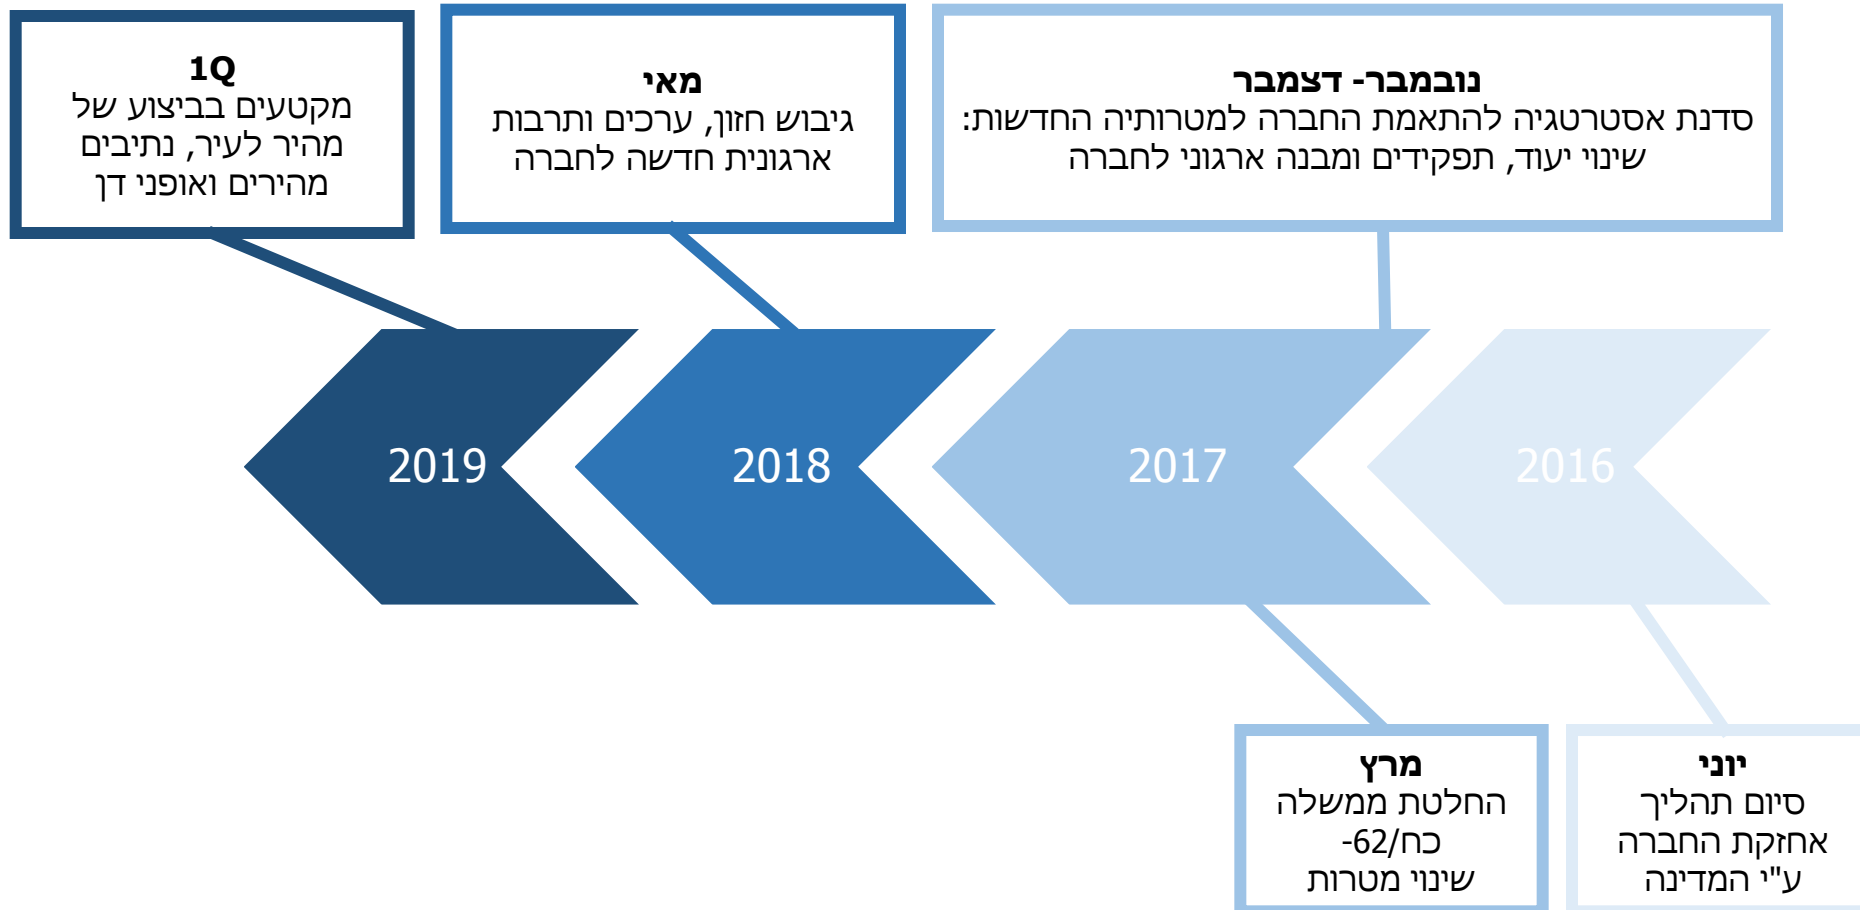 1Q
מקטעים בביצוע של
מהיר לעיר, נתיבים
מהירים ואופני דן
מאי
גיבוש חזון, ערכים ותרבות
ארגונית חדשה לחברה
נובמבר- דצמבר
סדנת אסטרטגיה להתאמת החברה למטרותיה החדשות:
שינוי יעוד, תפקידים ומבנה ארגוני לחברה
2019
2018
2017
2016
מרץ
החלטת ממשלה
כח/62-
שינוי מטרות
יוני
סיום תהליך
אחזקת החברה
ע"י המדינה